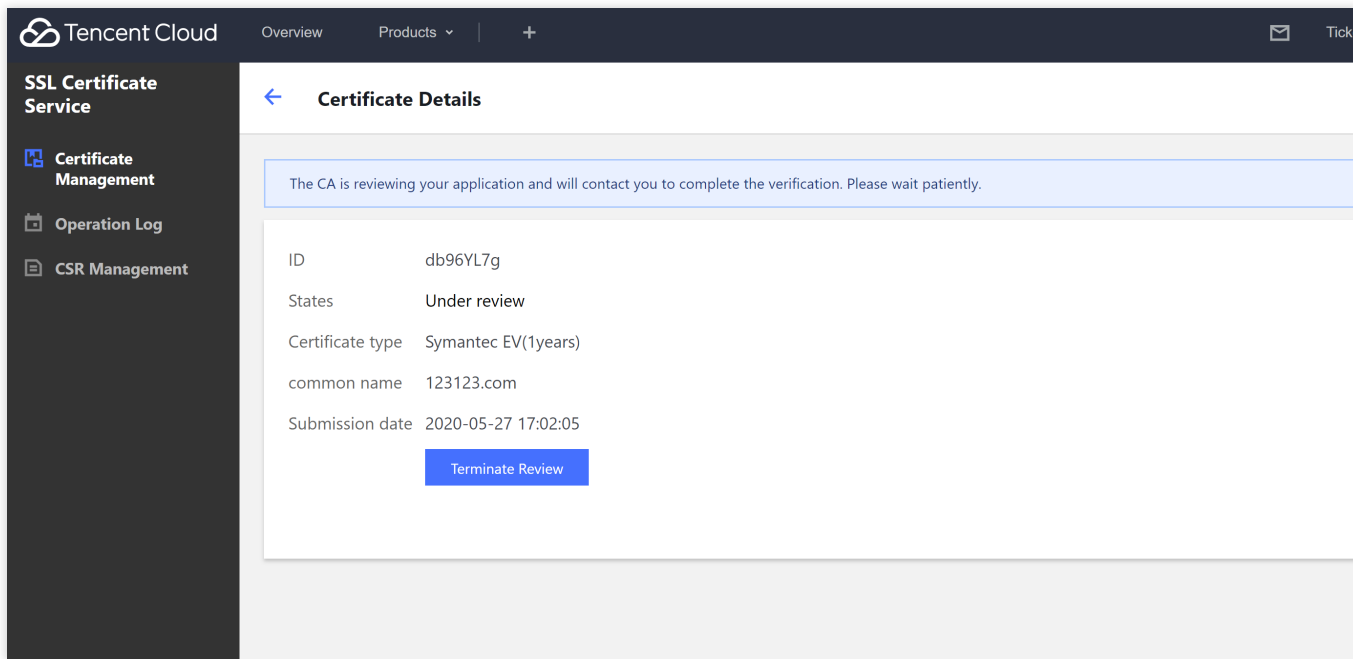 Tencent Cloud Overview Products +
Tick
SSL Certificate
Service
Certificate
Management
Operation Log
CSR Management
Certificate Details
The CA is reviewing your application and will contact you to complete the verification. Please wait patiently.
ID db96YL7g
States Under review
Certificate type Symantec EV(1years)
common name 123123.com
Submission date 2020-05-27 17:02:05
Terminate Review